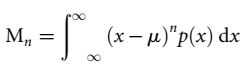 Mₙ = ∫^∞_∞ (x − μ)ⁿp(x) dx